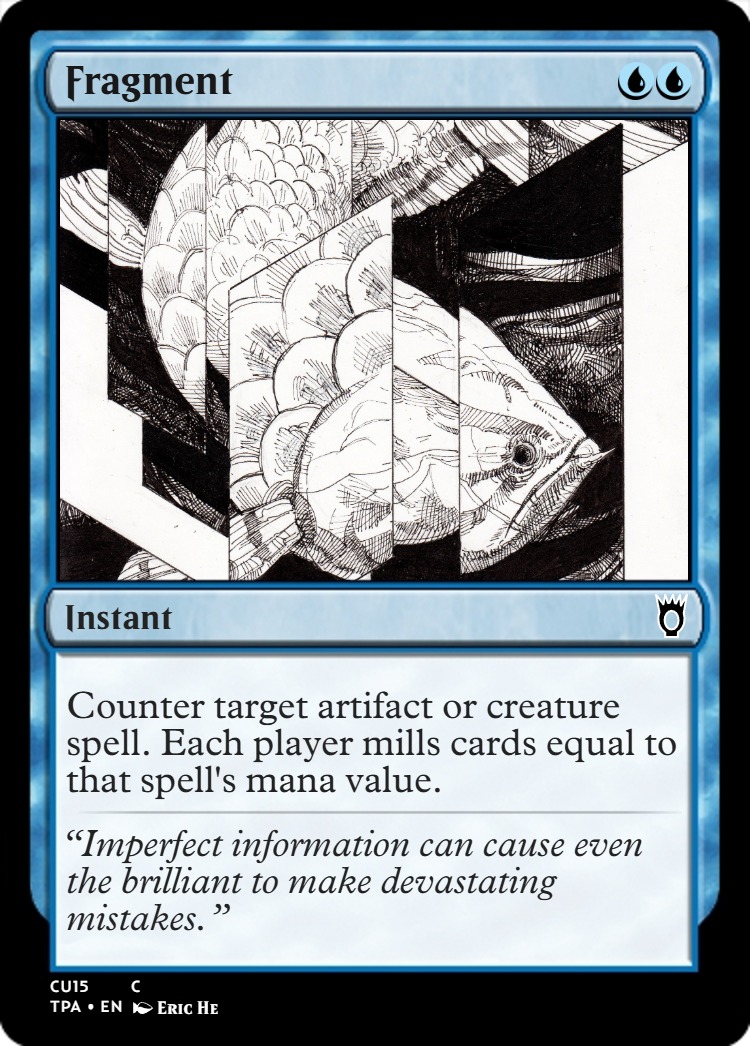 Fragment
Instant
Counter target artifact or creature
spell. Each player mills cards equal to
that spell's mana value.
“Imperfect information can cause even
the brilliant to make devastating
mistakes.”
CU15 C
TPA • EN Eric He